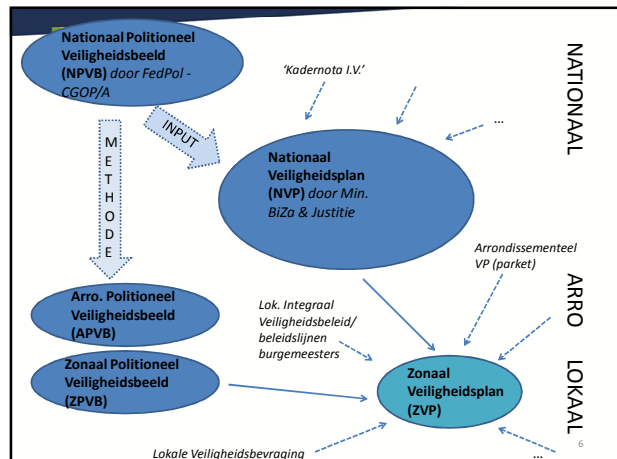 Nationaal Politioneel
Veiligheidsbeeld
(NPVB) door FedPol -
CGOP/A
'Kadernota I.V.'
...
NATIONAAL
INPUT
METHODE
Nationaal
Veiligheidsplan
(NVP) door Min.
BiZa & Justitie
Arrondissementeel
VP (parket)
ARRO
Arro. Politioneel
Veiligheidsbeeld
(APVB)
Lok. Integraal
Veiligheidsbeleid/
beleidslijnen
burgemeesters
Zonaal Politioneel
Veiligheidsbeeld
(ZPVB)
Zonaal
Veiligheidsplan
(ZVP)
LOKAAL
Lokale Veiligheidsbevraging
...
6